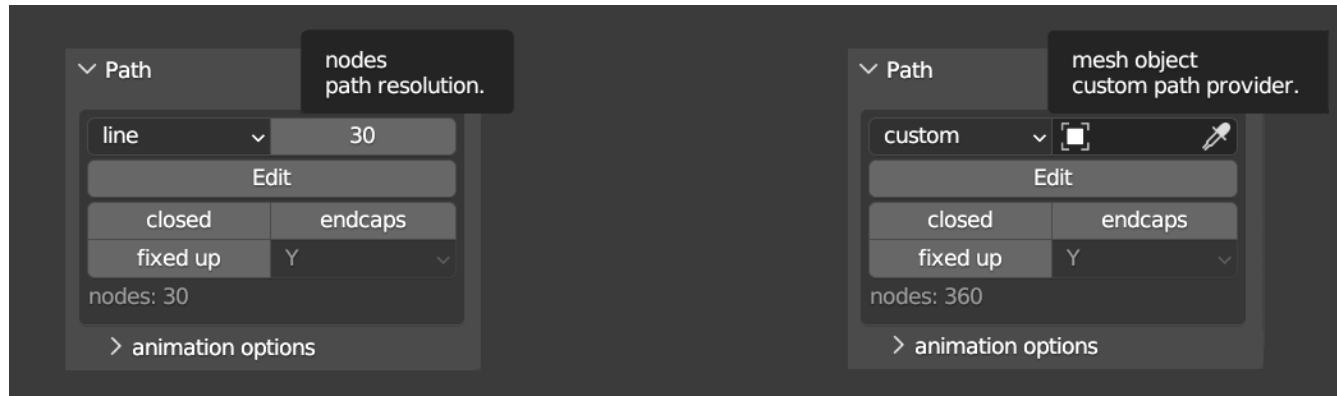 Path
nodes
path resolution.
line 30
Edit
closed endcaps
fixed up Y
nodes: 30
animation options
Path
mesh object
custom path provider.
custom
Edit
closed endcaps
fixed up Y
nodes: 360
animation options